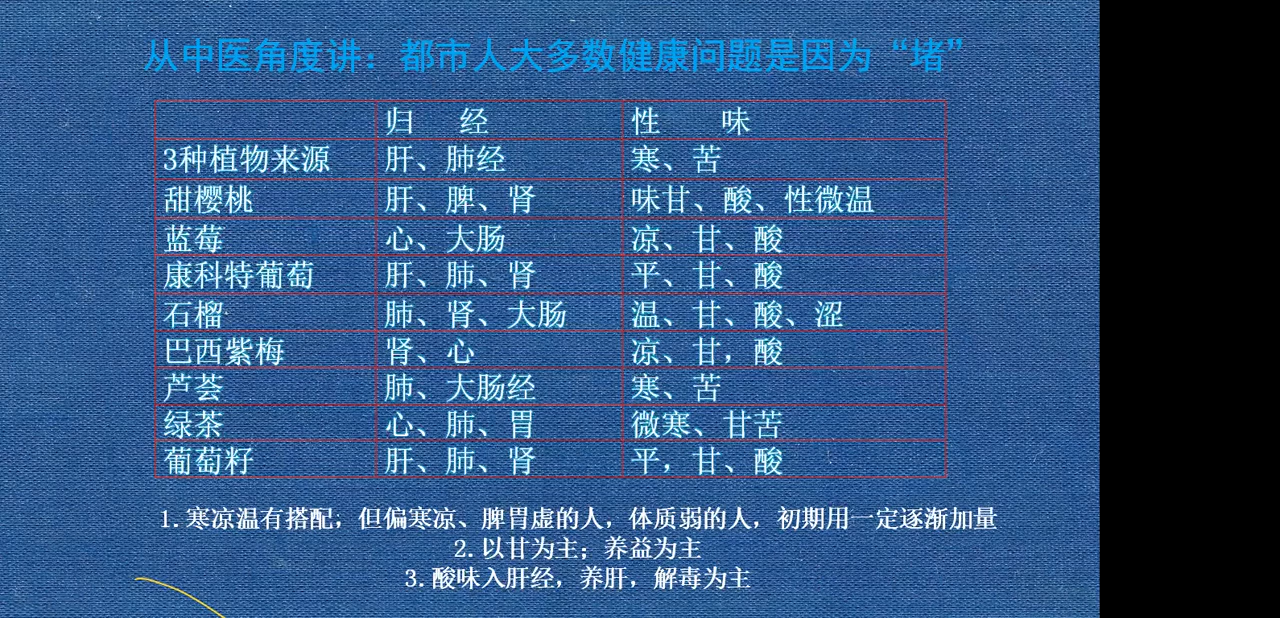 从中医角度讲：都市人大多数健康问题是因为“堵”
归 经 性 味
3种植物来源 肝、肺经 寒、苦
甜樱桃 肝、脾、肾 味甘、酸、性微温
蓝莓 心、大肠 凉、甘、酸
康科特葡萄 肝、肺、肾 平、甘、酸
石榴 肺、肾、大肠 温、甘、酸、涩
巴西紫梅 肾、心 凉、甘，酸
芦荟 肺、大肠经 寒、苦
绿茶 心、肺、胃 微寒、甘苦
葡萄籽 肝、肺、肾 平，甘、酸
1.寒凉温有搭配；但偏寒凉、脾胃虚的人，体质弱的人，初期用一定逐渐加量
2.以甘为主；养益为主
3.酸味入肝经，养肝，解毒为主